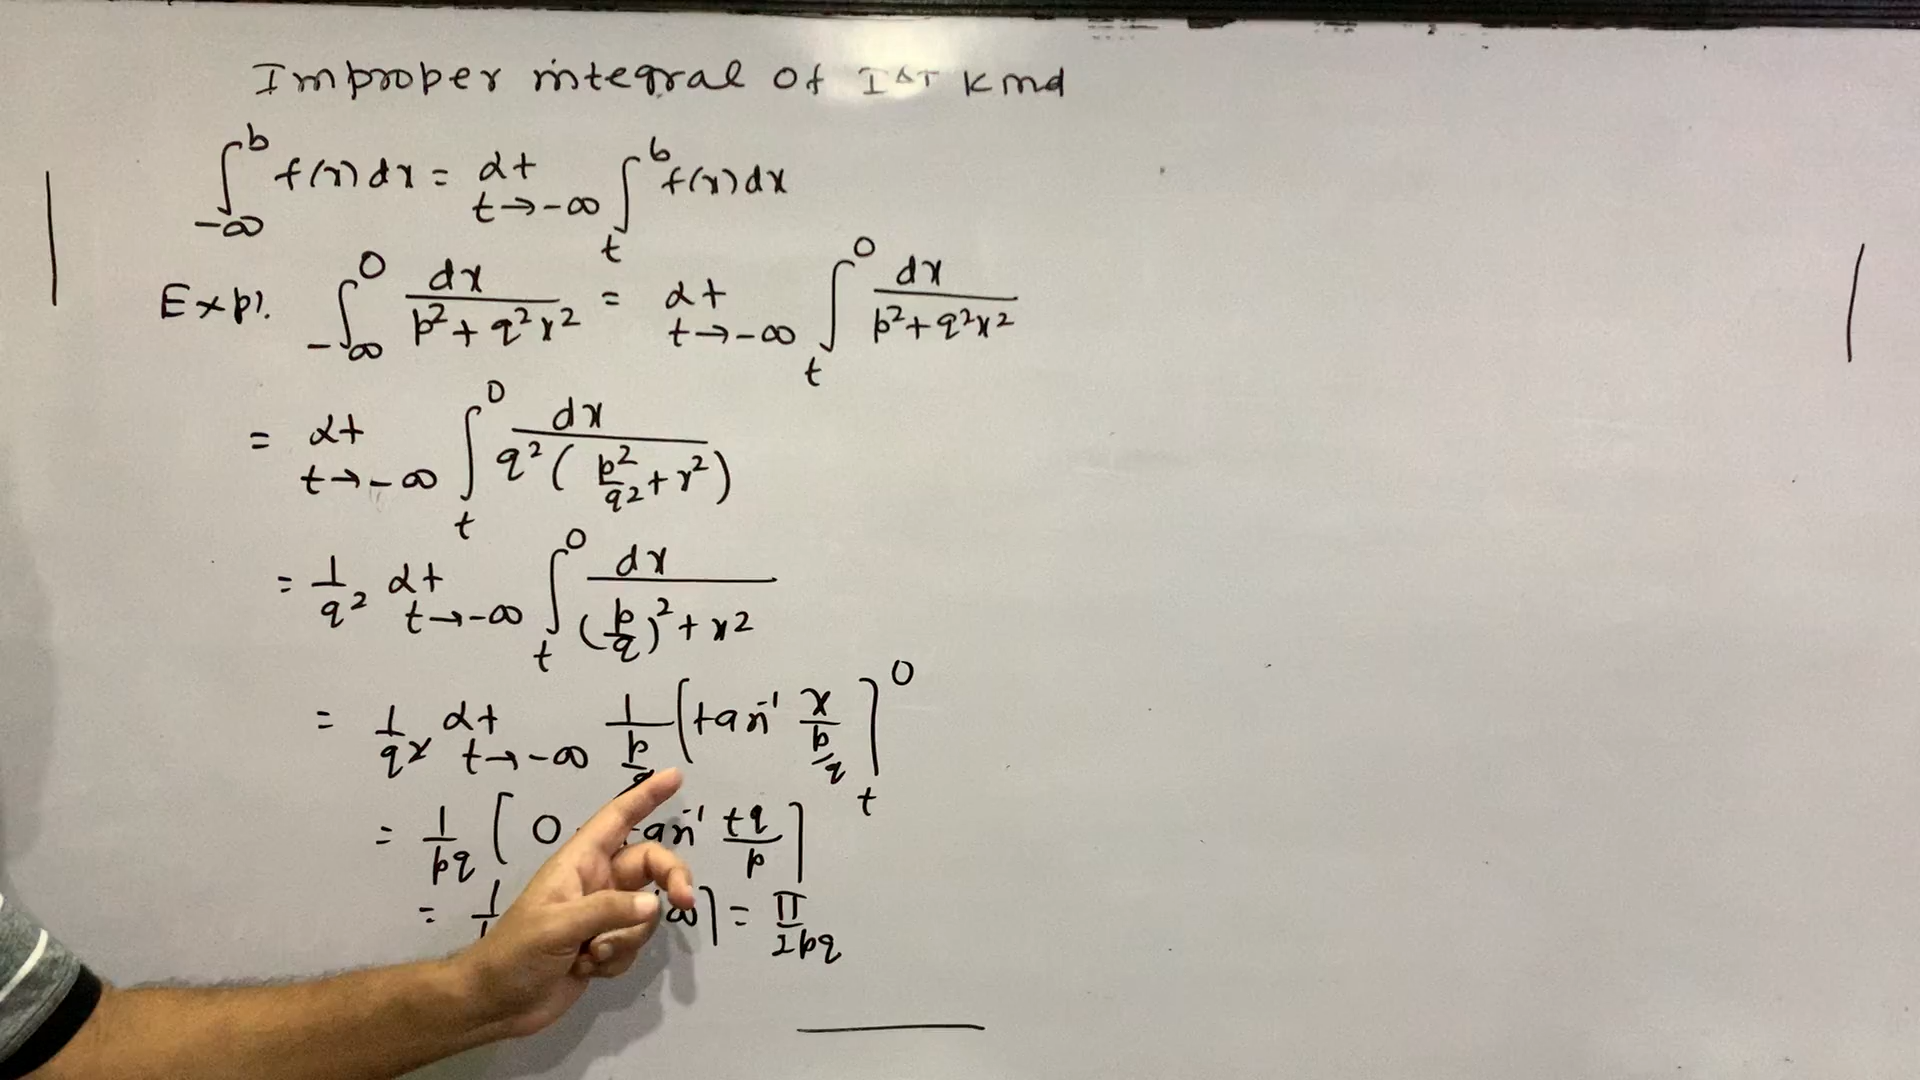 Improper integral of Ist kind
∫_{-∞}^{b} f(x) dx = Lt_{t→-∞} ∫_{t}^{b} f(x) dx
Expl. ∫_{-∞}^{0} dx/(p²+q²x²) = Lt_{t→-∞} ∫_{t}^{0} dx/(p²+q²x²)
= Lt_{t→-∞} ∫_{t}^{0} dx/(q²(p²/q²+x²))
= 1/q² Lt_{t→-∞} ∫_{t}^{0} dx/((p/q)²+x²)
= 1/q² Lt_{t→-∞} 1/(p/q) [tan⁻¹ x/(p/q)]_{t}^{0}
= 1/pq [0 tan⁻¹ tq/p]
= ∞] = π/2pq